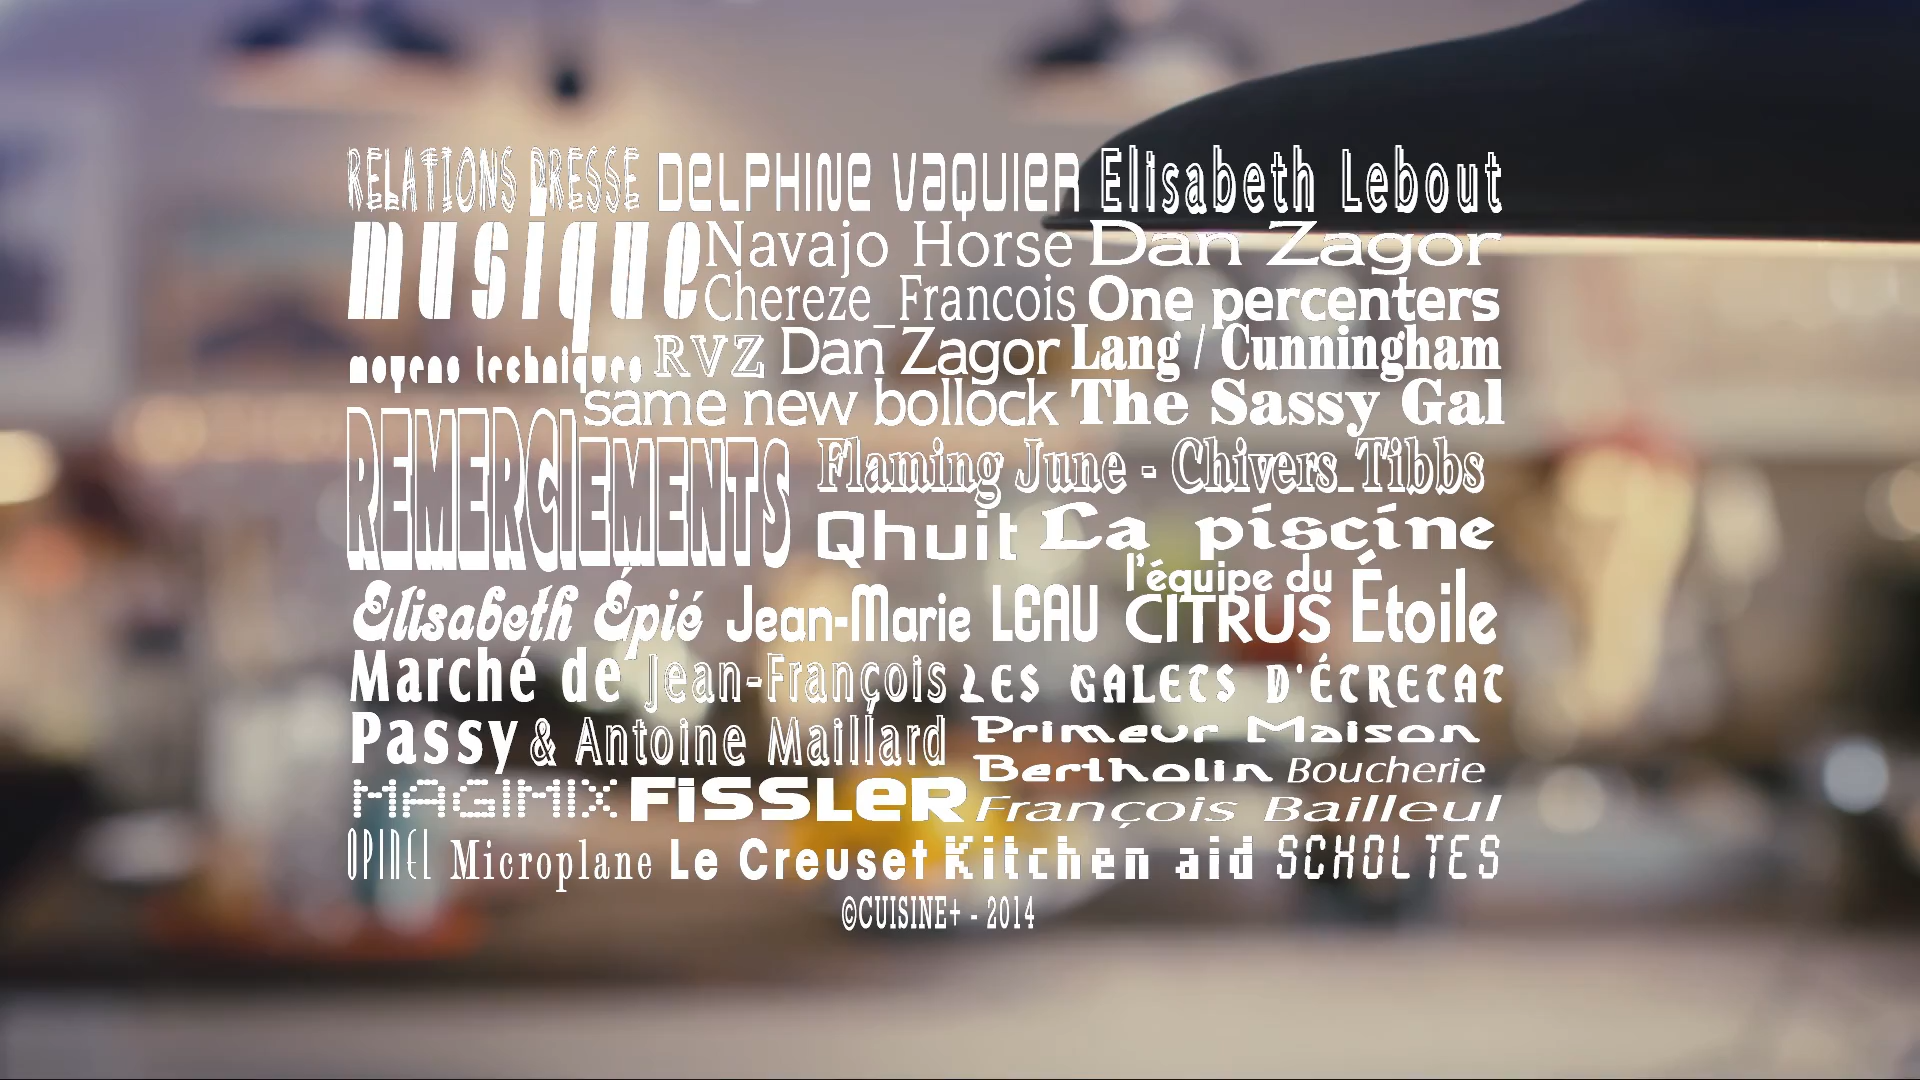 RELATIONS PRESSE DELPHINE VAQUIER Elisabeth Lebout
musique Navajo Horse Dan Zagor
Chereze_Francois One percenters
moyens techniques RVZ Dan Zagor Lang / Cunningham
same new bollock The Sassy Gal
REMERCIEMENTS Flaming June - Chivers_Tibbs
Qhuit La piscine
Elisabeth Épié Jean-Marie LEAU l'équipe du CITRUS Étoile
Marché de Jean-François LES GALETS D'ÉTRETAT
Passy & Antoine Maillard Primeur Maison
Bertholin Boucherie
MAGIMIX FISSLER François Bailleul
OPINEL Microplane Le Creuset Kitchen aid SCHOLTES
©CUISINE+ - 2014